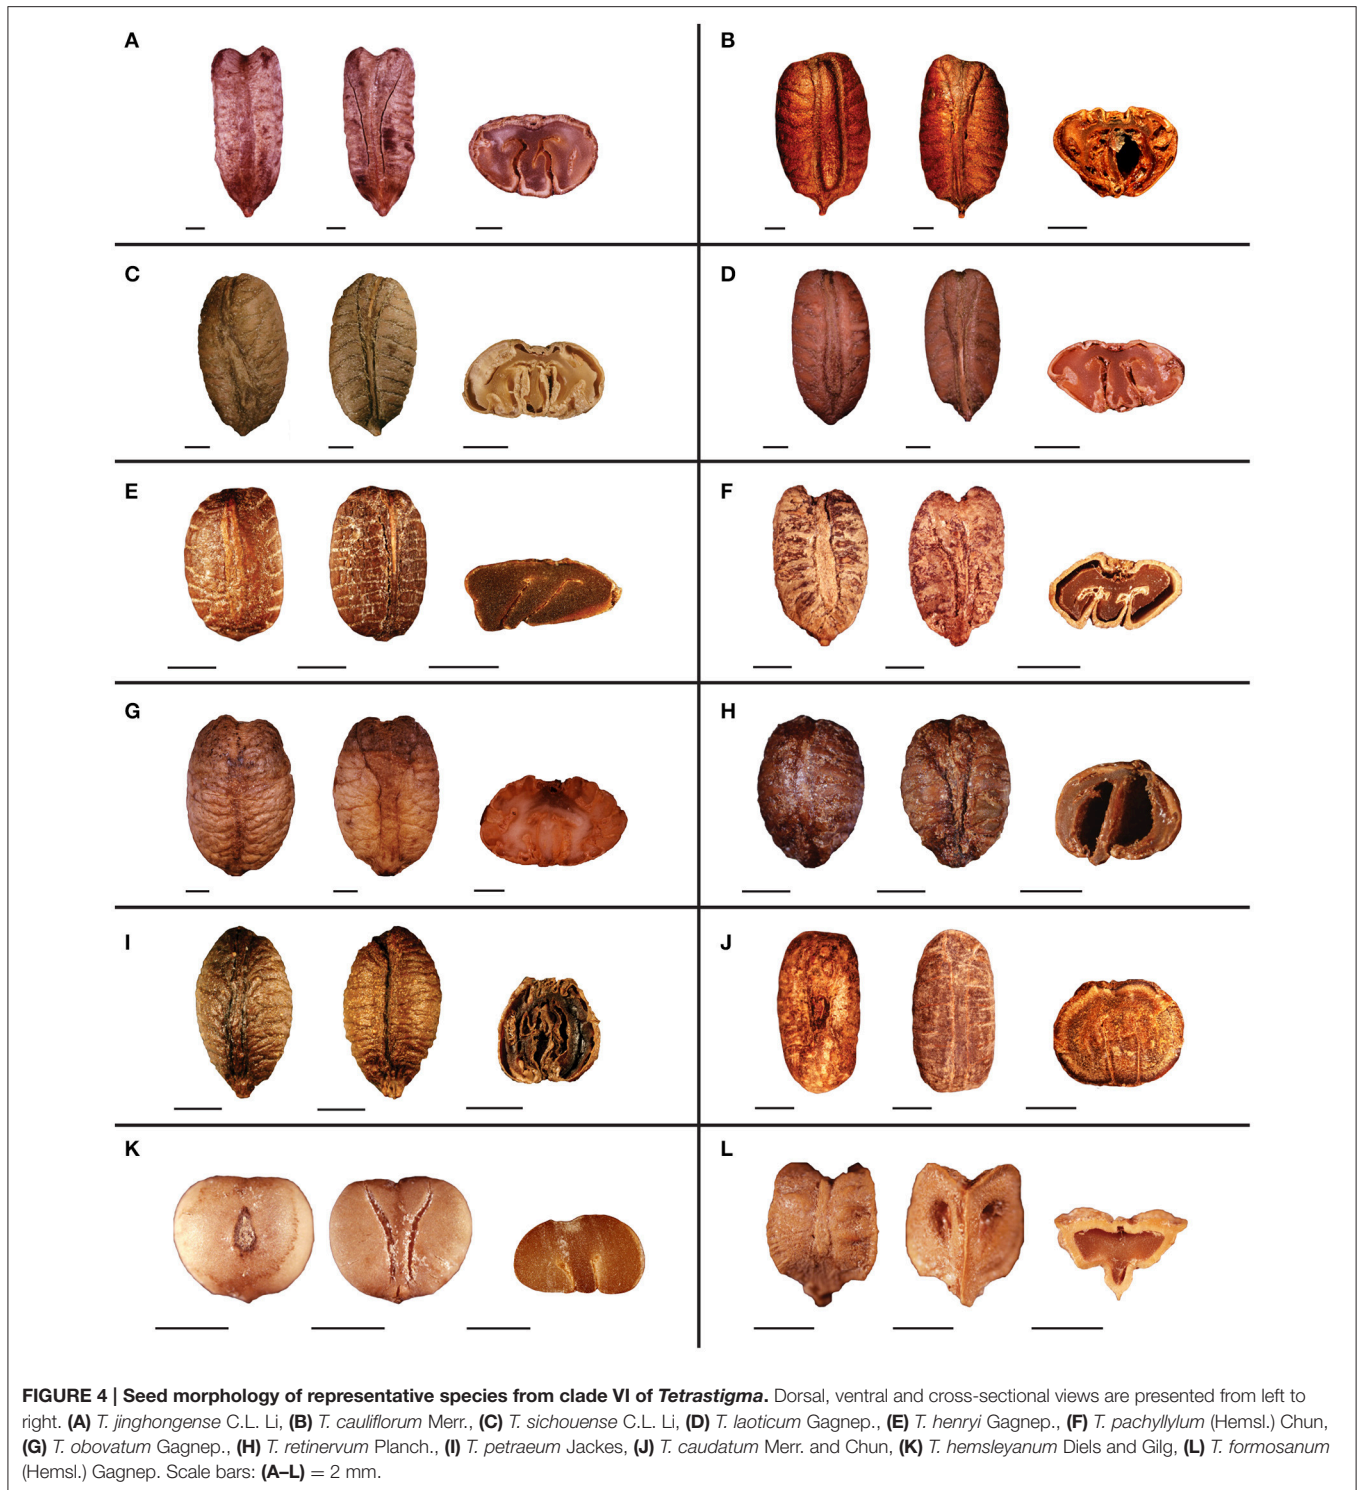 A
B
C
D
E
F
G
H
I
J
K
L
FIGURE 4 | Seed morphology of representative species from clade VI of Tetrastigma. Dorsal, ventral and cross-sectional views are presented from left to
right. (A) T. jinghongense C.L. Li, (B) T. cauliflorum Merr., (C) T. sichouense C.L. Li, (D) T. laoticum Gagnep., (E) T. henryi Gagnep., (F) T. pachyllylum (Hemsl.) Chun,
(G) T. obovatum Gagnep., (H) T. retinervum Planch., (I) T. petraeum Jackes, (J) T. caudatum Merr. and Chun, (K) T. hemsleyanum Diels and Gilg, (L) T. formosanum
(Hemsl.) Gagnep. Scale bars: (A–L) = 2 mm.